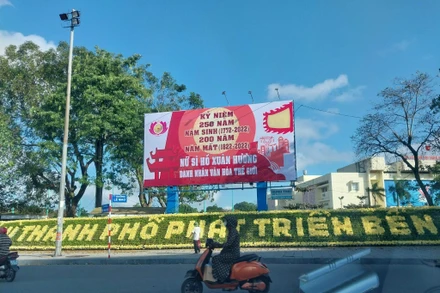 KỶ NIỆM
250 NĂM
NĂM SINH (1772-2022)
200 NĂM
NĂM MẤT (1822-2022)
NỮ SĨ HỒ XUÂN HƯƠNG
DANH NHÂN VĂN HÓA THẾ GIỚI
THÀNH PHỐ PHÁT TRIỂN BỀN